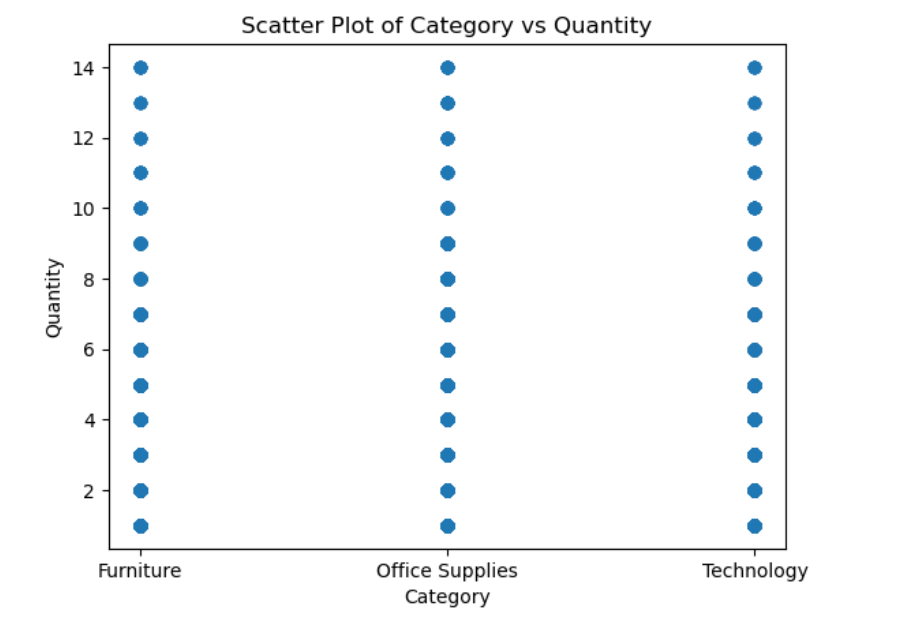 Scatter Plot of Category vs Quantity
14
12
10
8
6
4
2
Quantity
Furniture Office Supplies Technology
Category